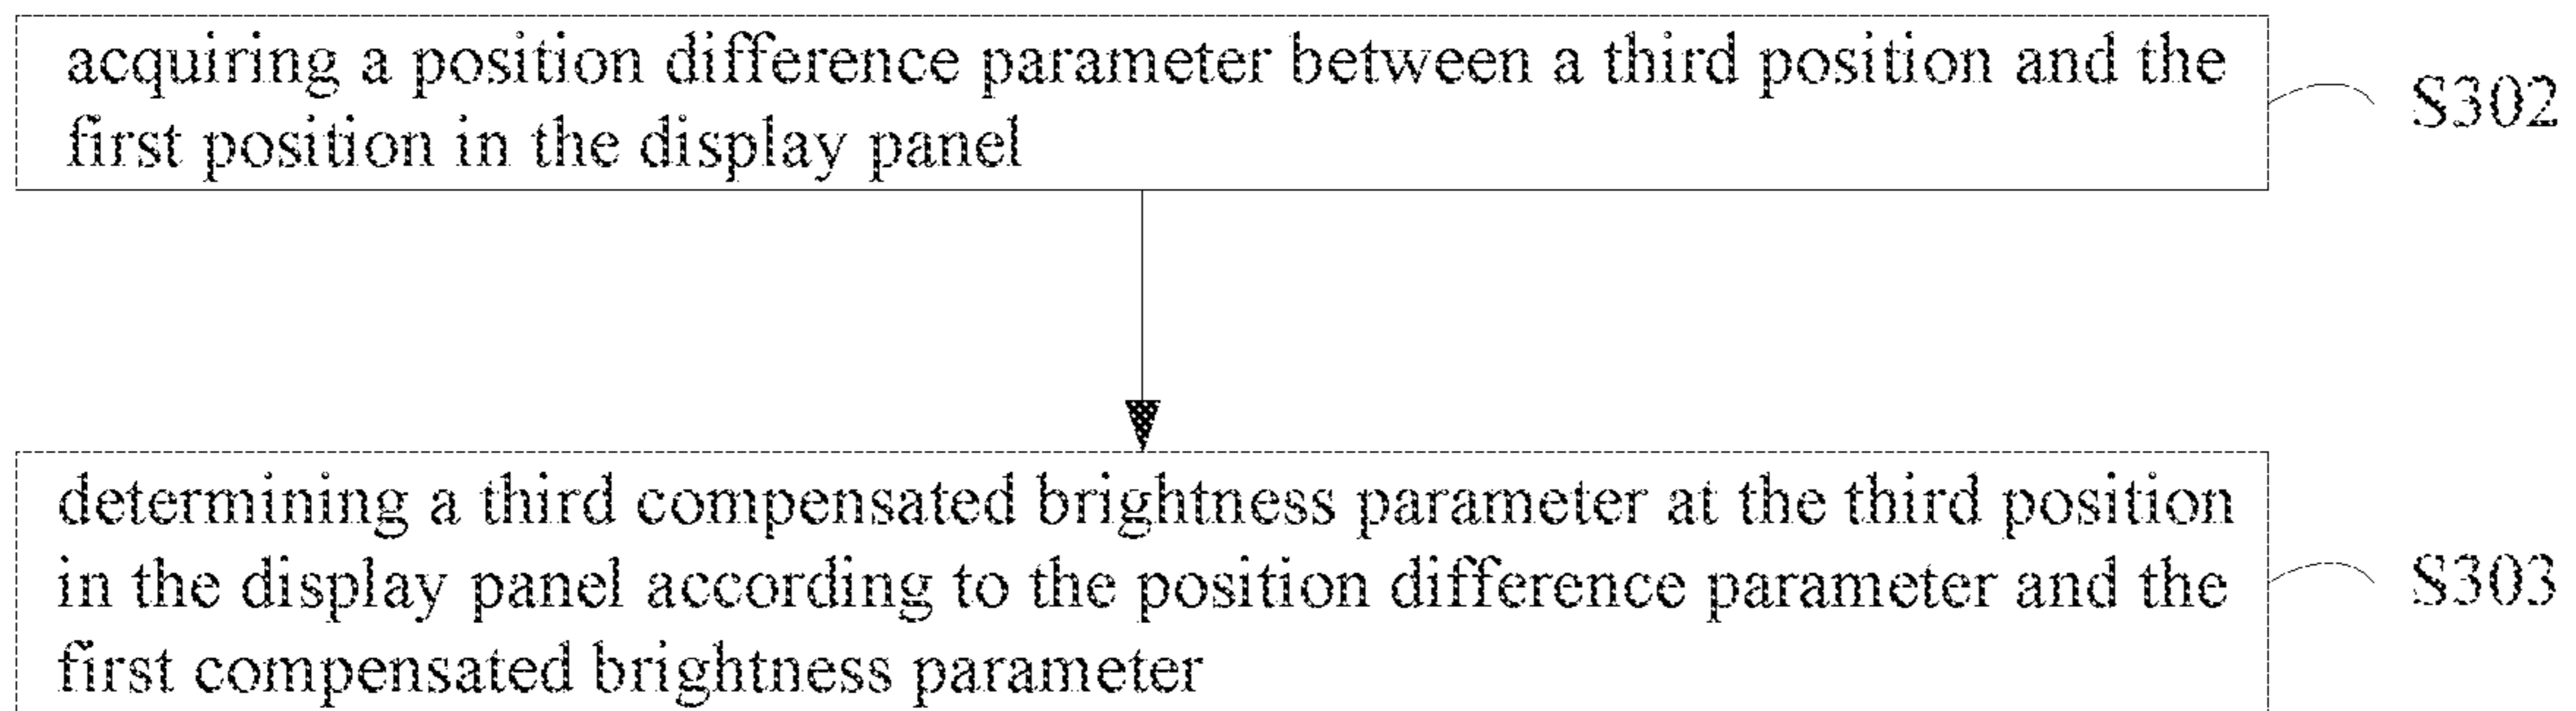 acquiring a position difference parameter between a third position and the
first position in the display panel
S302
determining a third compensated brightness parameter at the third position
in the display panel according to the position difference parameter and the
first compensated brightness parameter
S303